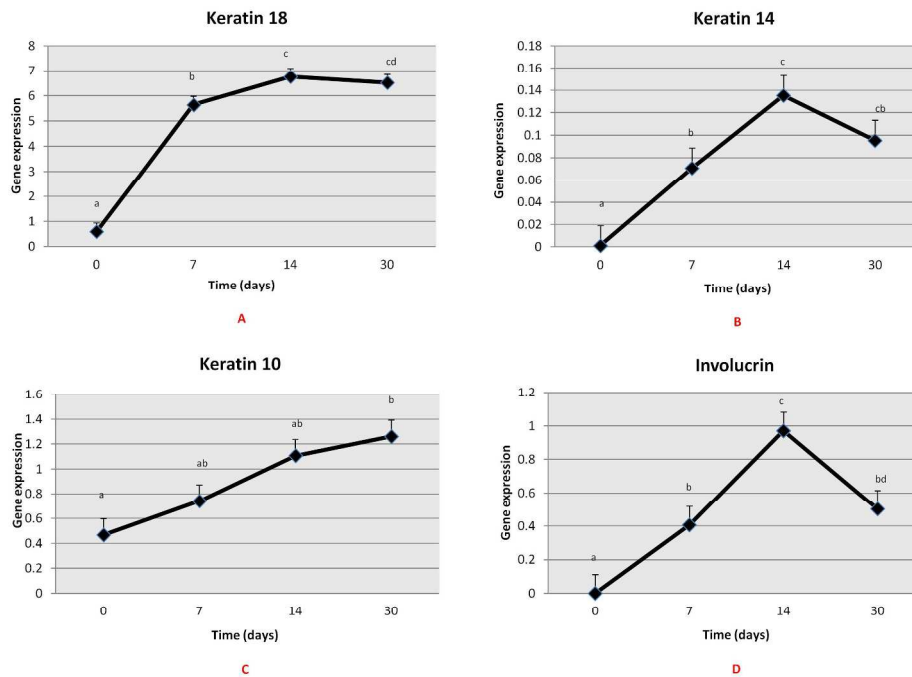 Keratin 18
8
7
6
5
4
3
2
1
0
Gene expression
a
b
c
cd
0 7 14 30
Time (days)
A
Keratin 14
0.18
0.16
0.14
0.12
0.1
0.08
0.06
0.04
0.02
0
Gene expression
a
b
c
cb
0 7 14 30
Time (days)
B
Keratin 10
1.6
1.4
1.2
1
0.8
0.6
0.4
0.2
0
Gene expression
a
ab
ab
b
0 7 14 30
Time (days)
C
Involucrin
1.2
1
0.8
0.6
0.4
0.2
0
Gene expression
a
b
c
bd
0 7 14 30
Time (days)
D